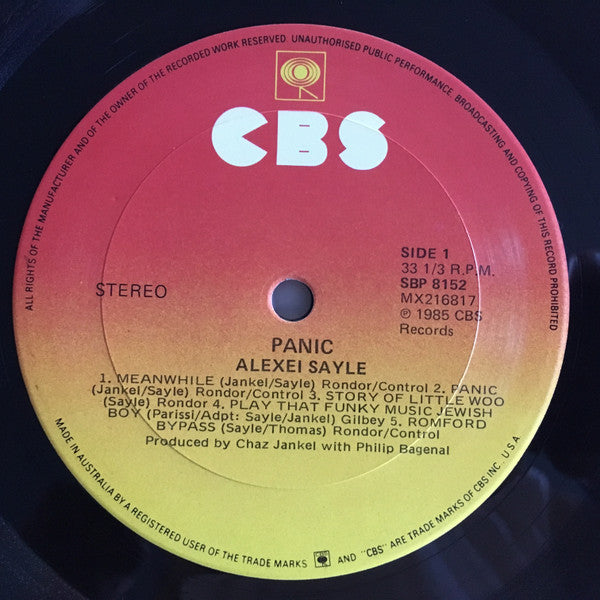 ALL RIGHTS OF THE MANUFACTURER AND OF THE OWNER OF THE RECORDED WORK RESERVED. UNAUTHORISED PUBLIC PERFORMANCE, BROADCASTING AND COPYING OF THIS RECORD PROHIBITED
CBS
SIDE 1
33 1/3 R.P.M.
SBP 8152
MX216817
STEREO
℗ 1985 CBS
Records
PANIC
ALEXEI SAYLE
1. MEANWHILE (Jankel/Sayle) Rondor/Control 2. PANIC
(Jankel/Sayle) Rondor/Control 3. STORY OF LITTLE WOO
(Sayle) Rondor 4. PLAY THAT FUNKY MUSIC JEWISH
BOY (Parissi/Adpt: Sayle/Jankel) Gilbey 5. ROMFORD
BYPASS (Sayle/Thomas) Rondor/Control
Produced by Chaz Jankel with Philip Bagenal
MADE IN AUSTRALIA BY A REGISTERED USER OF THE TRADE MARKS AND "CBS" ARE TRADE MARKS OF CBS INC. U.S.A.